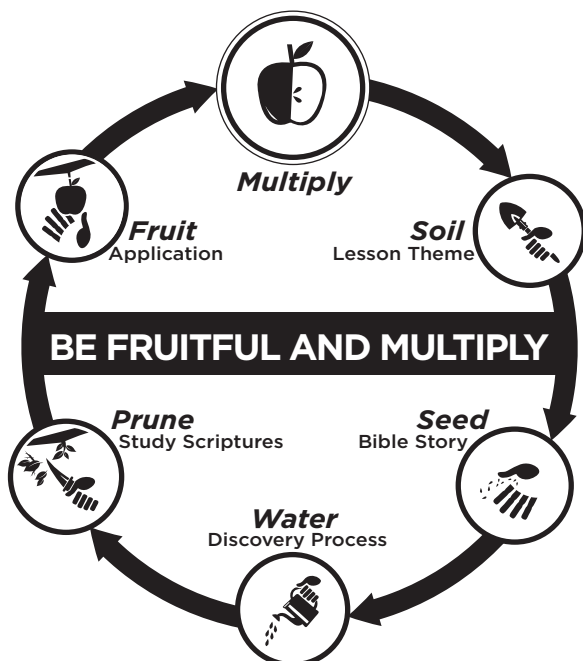 Multiply
Fruit
Application
Soil
Lesson Theme
BE FRUITFUL AND MULTIPLY
Prune
Study Scriptures
Seed
Bible Story
Water
Discovery Process